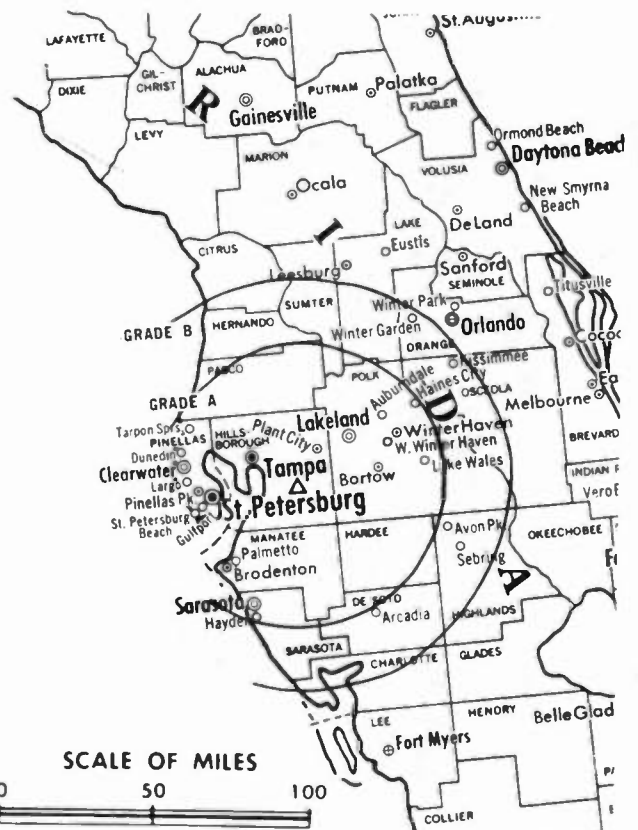 St. August
LAFAYETTE
BRAD-
FORD
ALACHUA
GIL-
CHRIST
DIXIE
PUTNAM
Palatka
FLAGLER
R
Gainesville
LEVY
Ormond Beach
Daytona Beach
MARION
VOLUSIA
Ocala
New Smyrna
Beach
DeLand
LAKE
Eustis
I
CITRUS
Leesburg
Sanford
SEMINOLE
Titusville
SUMTER
Winter Park
GRADE B
HERNANDO
Winter Garden
Orlando
ORANGE
Cococ
PASCO
POLK
Kissimmee
Auburndale
Haines City
OSCEOLA
Ea
GRADE A
D
Melbourne
Tarpon Sprs.
PINELLAS
HILLS-
BOROUGH
Plant City
Lakeland
Winter Haven
W. Winter Haven
BREVARD
Dunedin
Clearwater
Tampa
Bartow
Lake Wales
INDIAN R
Largo
Pinellas Pk
St. Petersburg
Vero B
St. Petersburg
Beach
Gulfport
MANATEE
HARDEE
Avon Pk
OKEECHOBEE
Palmetto
Sebring
Bradenton
A
DE SOTO
Sarasota
Arcadia
HIGHLANDS
Hayden
SARASOTA
CHARLOTTE
GLADES
LEE
HENDRY
Belle Glad
Fort Myers
SCALE OF MILES
0 50 100
COLLIER